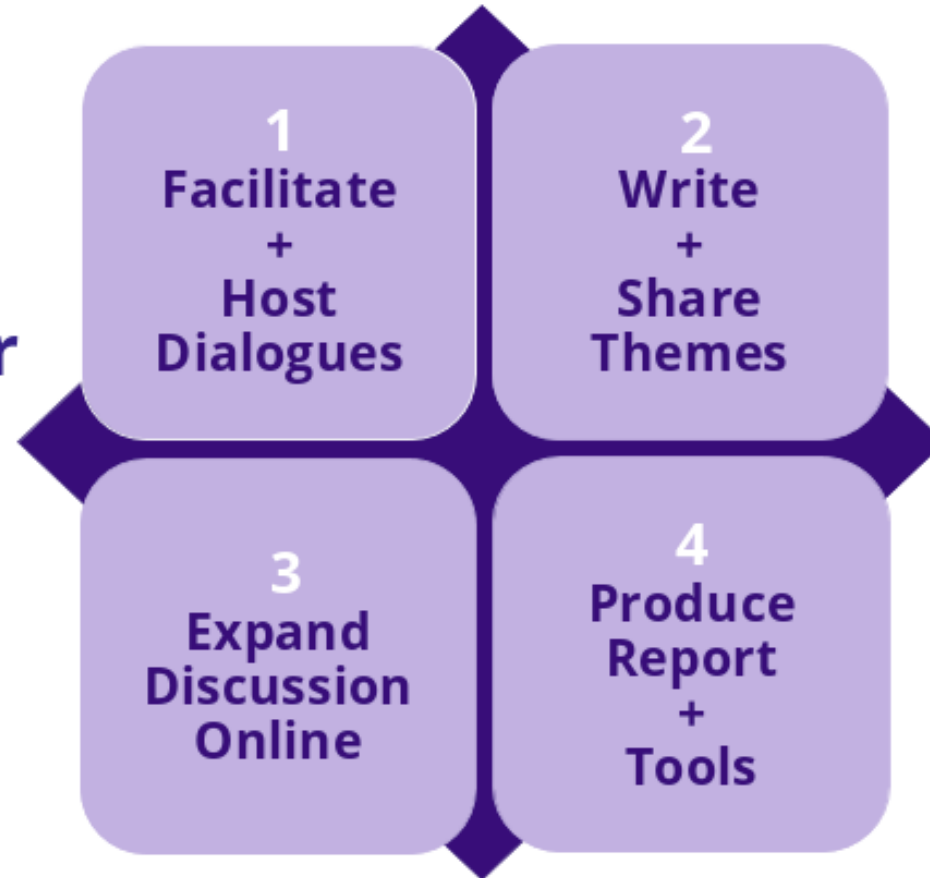 1
Facilitate
+
Host
Dialogues
2
Write
+
Share
Themes
r
3
Expand
Discussion
Online
4
Produce
Report
+
Tools